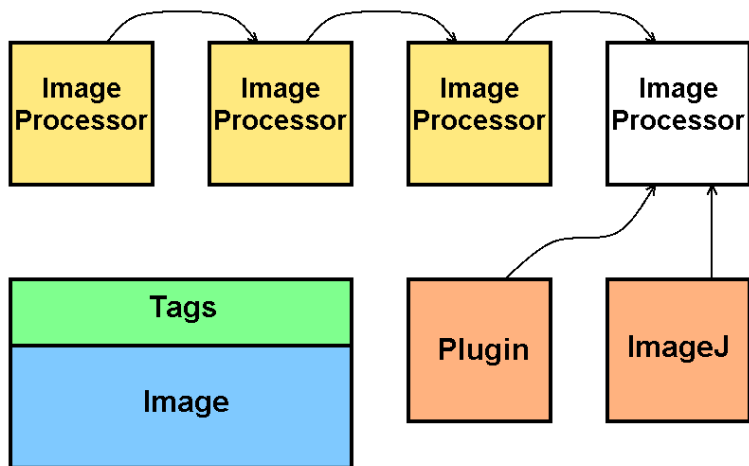 Image
Processor
Image
Processor
Image
Processor
Image
Processor
Tags
Image
Plugin
ImageJ